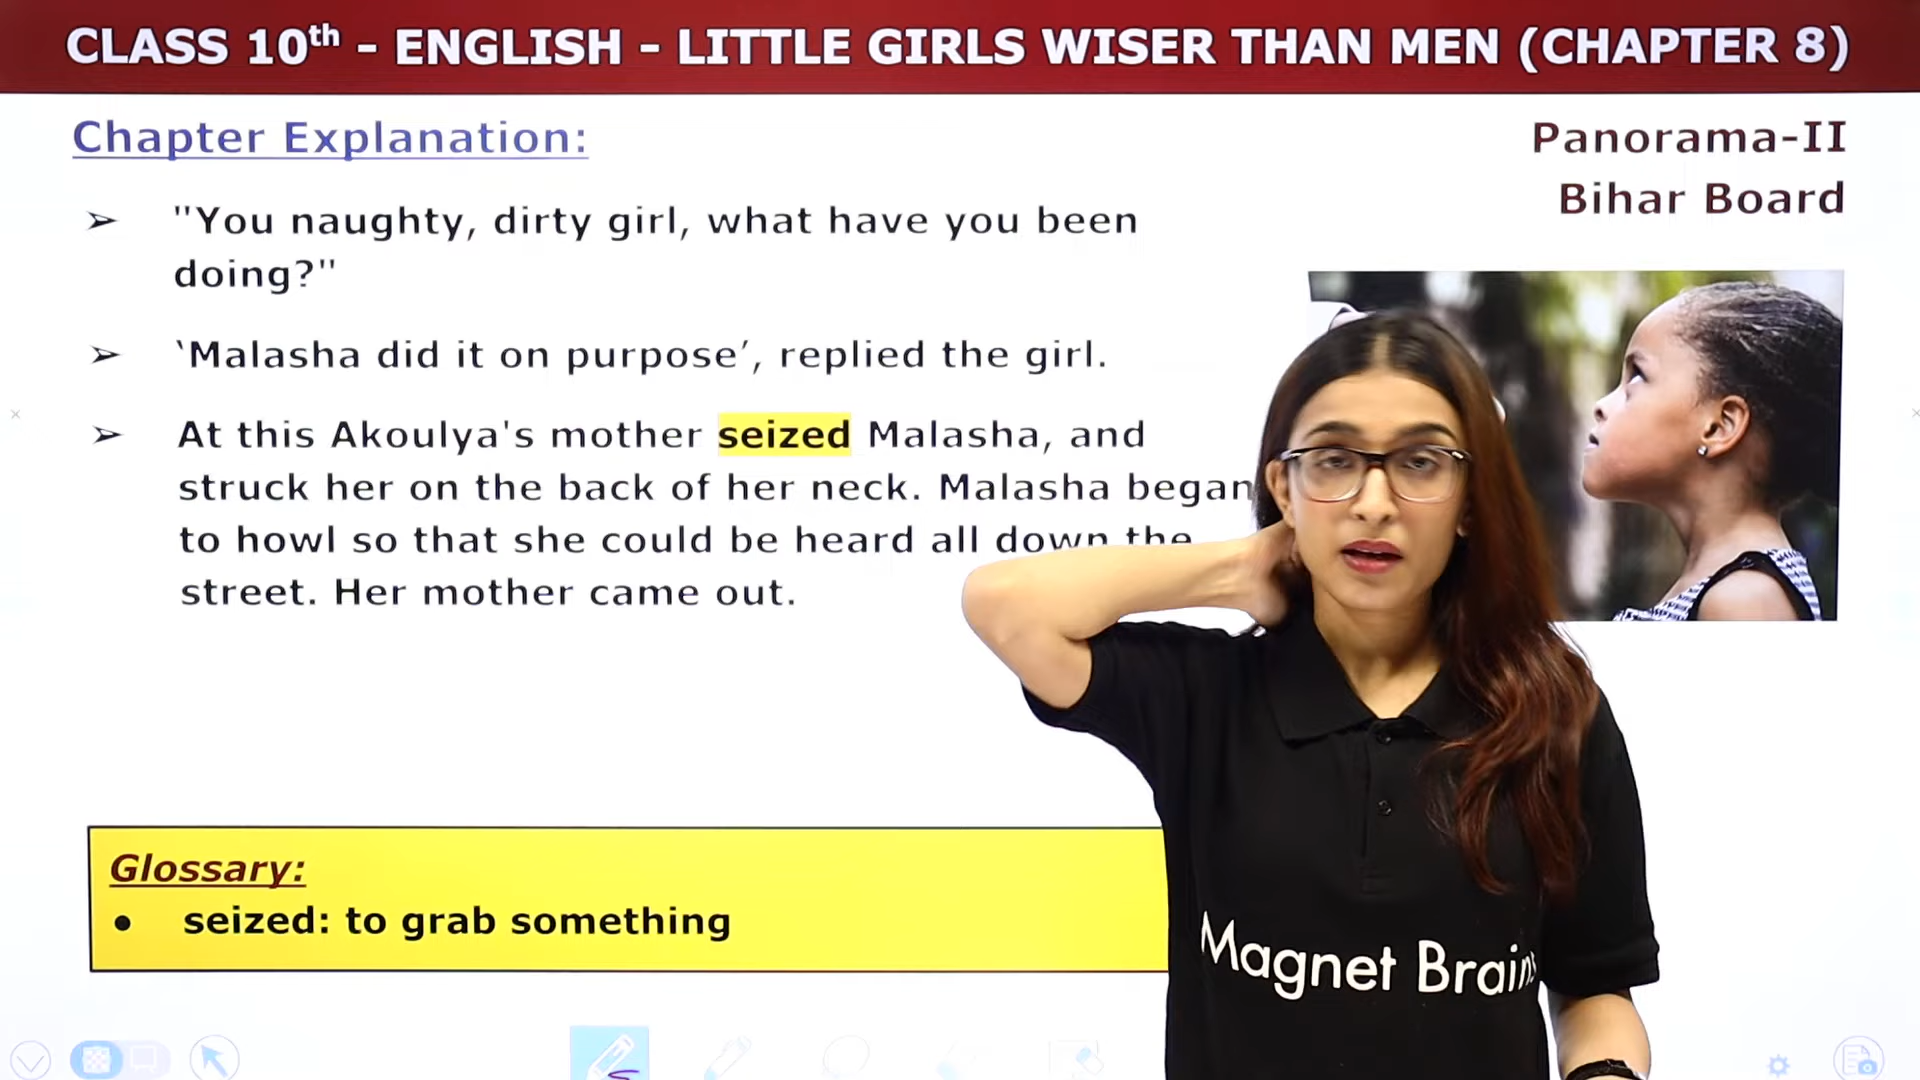 CLASS 10th - ENGLISH - LITTLE GIRLS WISER THAN MEN (CHAPTER 8)
Chapter Explanation:
Panorama-II
Bihar Board
➢ "You naughty, dirty girl, what have you been
doing?"
➢ ‘Malasha did it on purpose’, replied the girl.
➢ At this Akoulya's mother seized Malasha, and
struck her on the back of her neck. Malasha began
to howl so that she could be heard all down the
street. Her mother came out.
Glossary:
• seized: to grab something
Magnet Brains